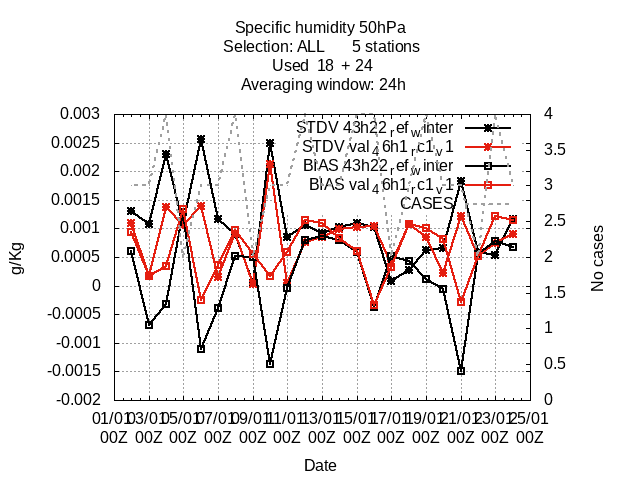 Specific humidity 50hPa
Selection: ALL 5 stations
Used 18 + 24
Averaging window: 24h
STDV 43h22_ref_winter
STDV val_46h1_rc1_v1
BIAS 43h22_ref_winter
BIAS val_46h1_rc1_v1
CASES
g/Kg
0.003
0.0025
0.002
0.0015
0.001
0.0005
0
-0.0005
-0.001
-0.0015
-0.002
No cases
4
3.5
3
2.5
2
1.5
1
0.5
0
01/01 03/01 05/01 07/01 09/01 11/01 13/01 15/01 17/01 19/01 21/01 23/01 25/01
00Z 00Z 00Z 00Z 00Z 00Z 00Z 00Z 00Z 00Z 00Z 00Z 00Z
Date